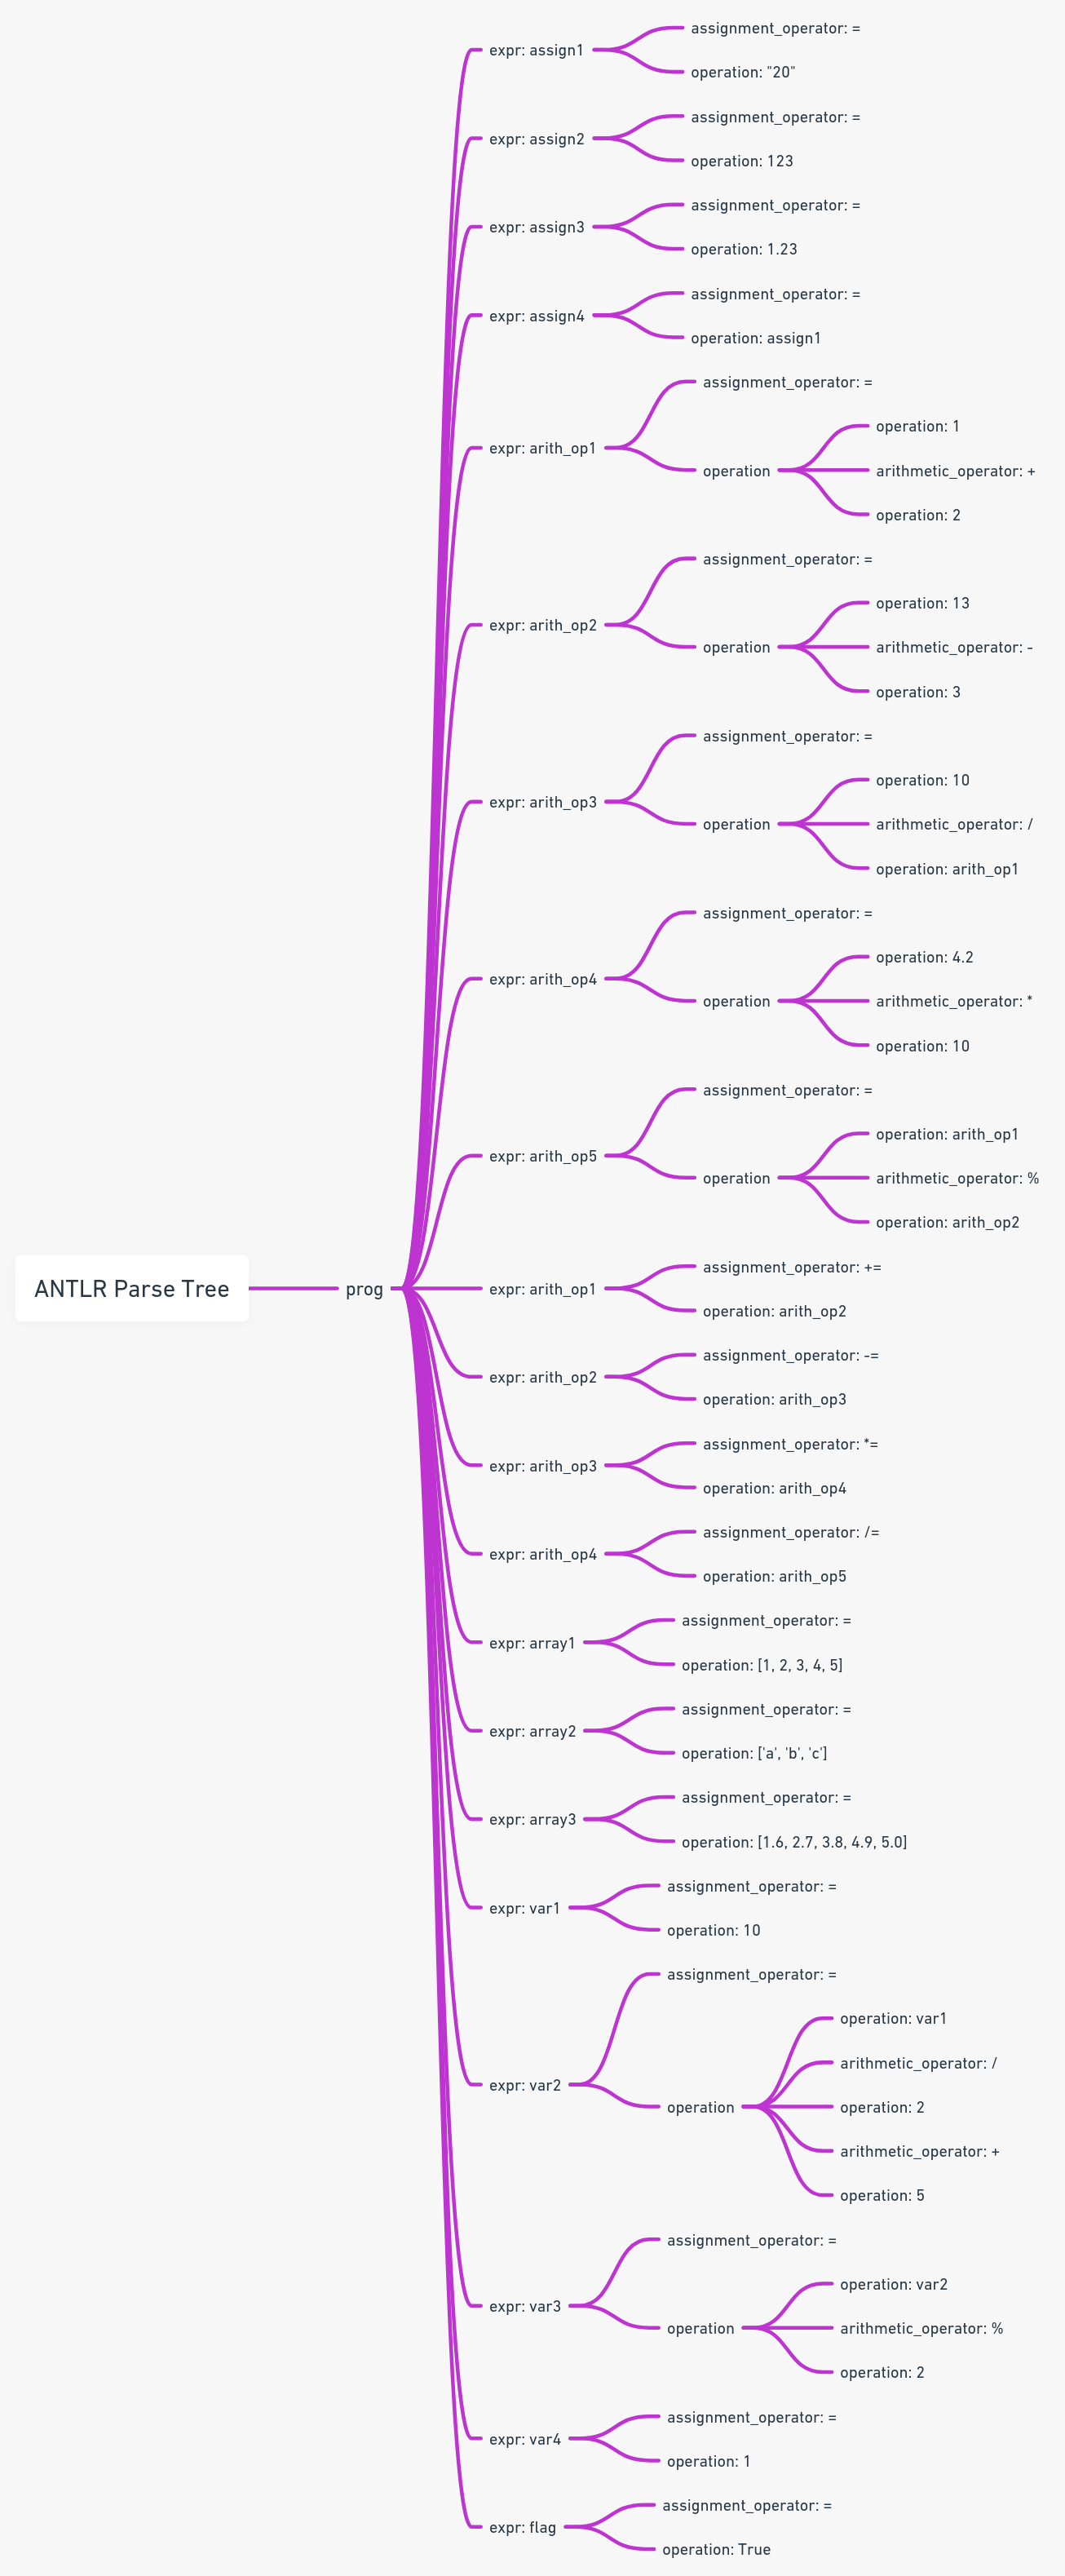 ANTLR Parse Tree
prog
expr: assign1
assignment_operator: =
operation: "20"
expr: assign2
assignment_operator: =
operation: 123
expr: assign3
assignment_operator: =
operation: 1.23
expr: assign4
assignment_operator: =
operation: assign1
expr: arith_op1
assignment_operator: =
operation
operation: 1
arithmetic_operator: +
operation: 2
expr: arith_op2
assignment_operator: =
operation
operation: 13
arithmetic_operator: -
operation: 3
expr: arith_op3
assignment_operator: =
operation
operation: 10
arithmetic_operator: /
operation: arith_op1
expr: arith_op4
assignment_operator: =
operation
operation: 4.2
arithmetic_operator: *
operation: 10
expr: arith_op5
assignment_operator: =
operation
operation: arith_op1
arithmetic_operator: %
operation: arith_op2
expr: arith_op1
assignment_operator: +=
operation: arith_op2
expr: arith_op2
assignment_operator: -=
operation: arith_op3
expr: arith_op3
assignment_operator: *=
operation: arith_op4
expr: arith_op4
assignment_operator: /=
operation: arith_op5
expr: array1
assignment_operator: =
operation: [1, 2, 3, 4, 5]
expr: array2
assignment_operator: =
operation: ['a', 'b', 'c']
expr: array3
assignment_operator: =
operation: [1.6, 2.7, 3.8, 4.9, 5.0]
expr: var1
assignment_operator: =
operation: 10
expr: var2
assignment_operator: =
operation
operation: var1
arithmetic_operator: /
operation: 2
arithmetic_operator: +
operation: 5
expr: var3
assignment_operator: =
operation
operation: var2
arithmetic_operator: %
operation: 2
expr: var4
assignment_operator: =
operation: 1
expr: flag
assignment_operator: =
operation: True